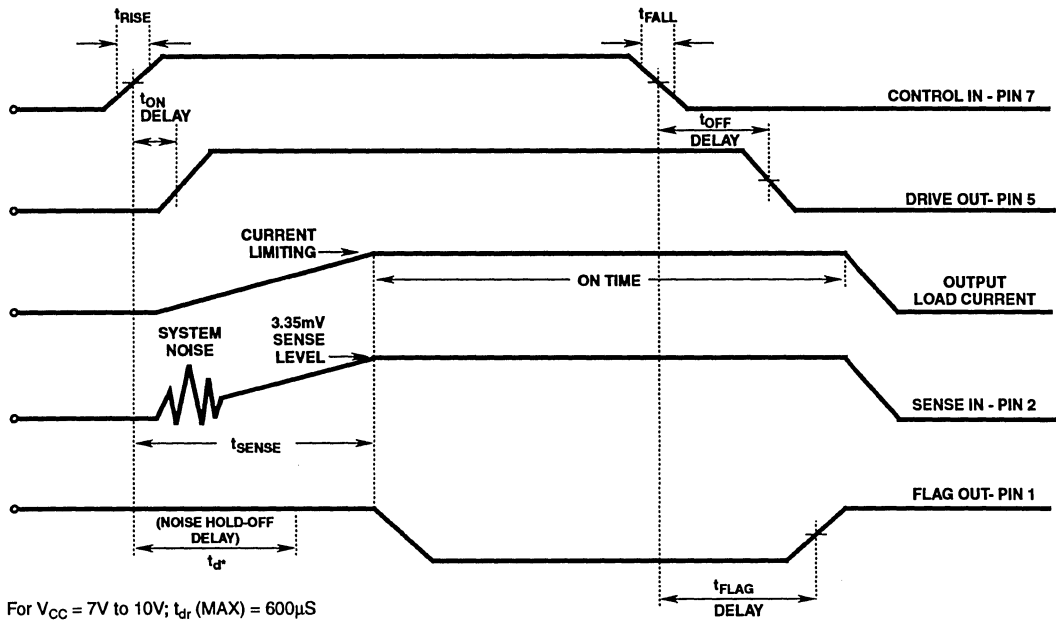 tRISE
tFALL
CONTROL IN - PIN 7
tON
DELAY
tOFF
DELAY
DRIVE OUT- PIN 5
CURRENT
LIMITING
ON TIME
OUTPUT
LOAD CURRENT
SYSTEM
NOISE
3.35mV
SENSE
LEVEL
SENSE IN - PIN 2
tSENSE
FLAG OUT- PIN 1
(NOISE HOLD-OFF
DELAY)
td*
tFLAG
DELAY
For VCC = 7V to 10V; tdr (MAX) = 600µS